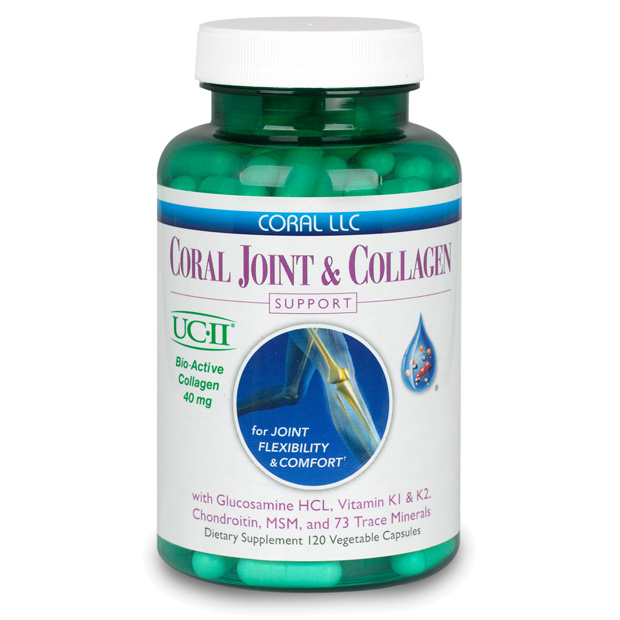 CORAL LLC
CORAL JOINT & COLLAGEN
SUPPORT
UC•II®
Bio-Active
Collagen
40 mg
®
for JOINT
FLEXIBILITY
& COMFORT†
with Glucosamine HCL, Vitamin K1 & K2,
Chondroitin, MSM, and 73 Trace Minerals
Dietary Supplement 120 Vegetable Capsules